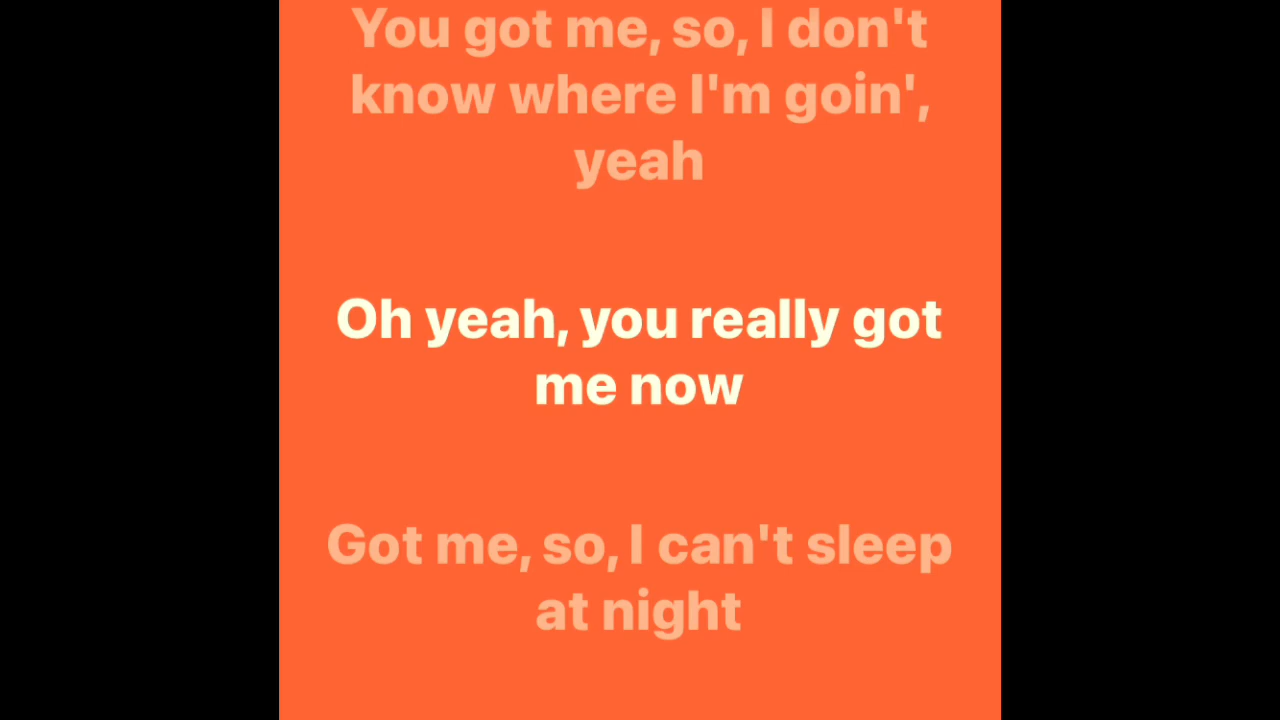 You got me, so, I don't
know where I'm goin',
yeah
Oh yeah, you really got
me now
Got me, so, I can't sleep
at night